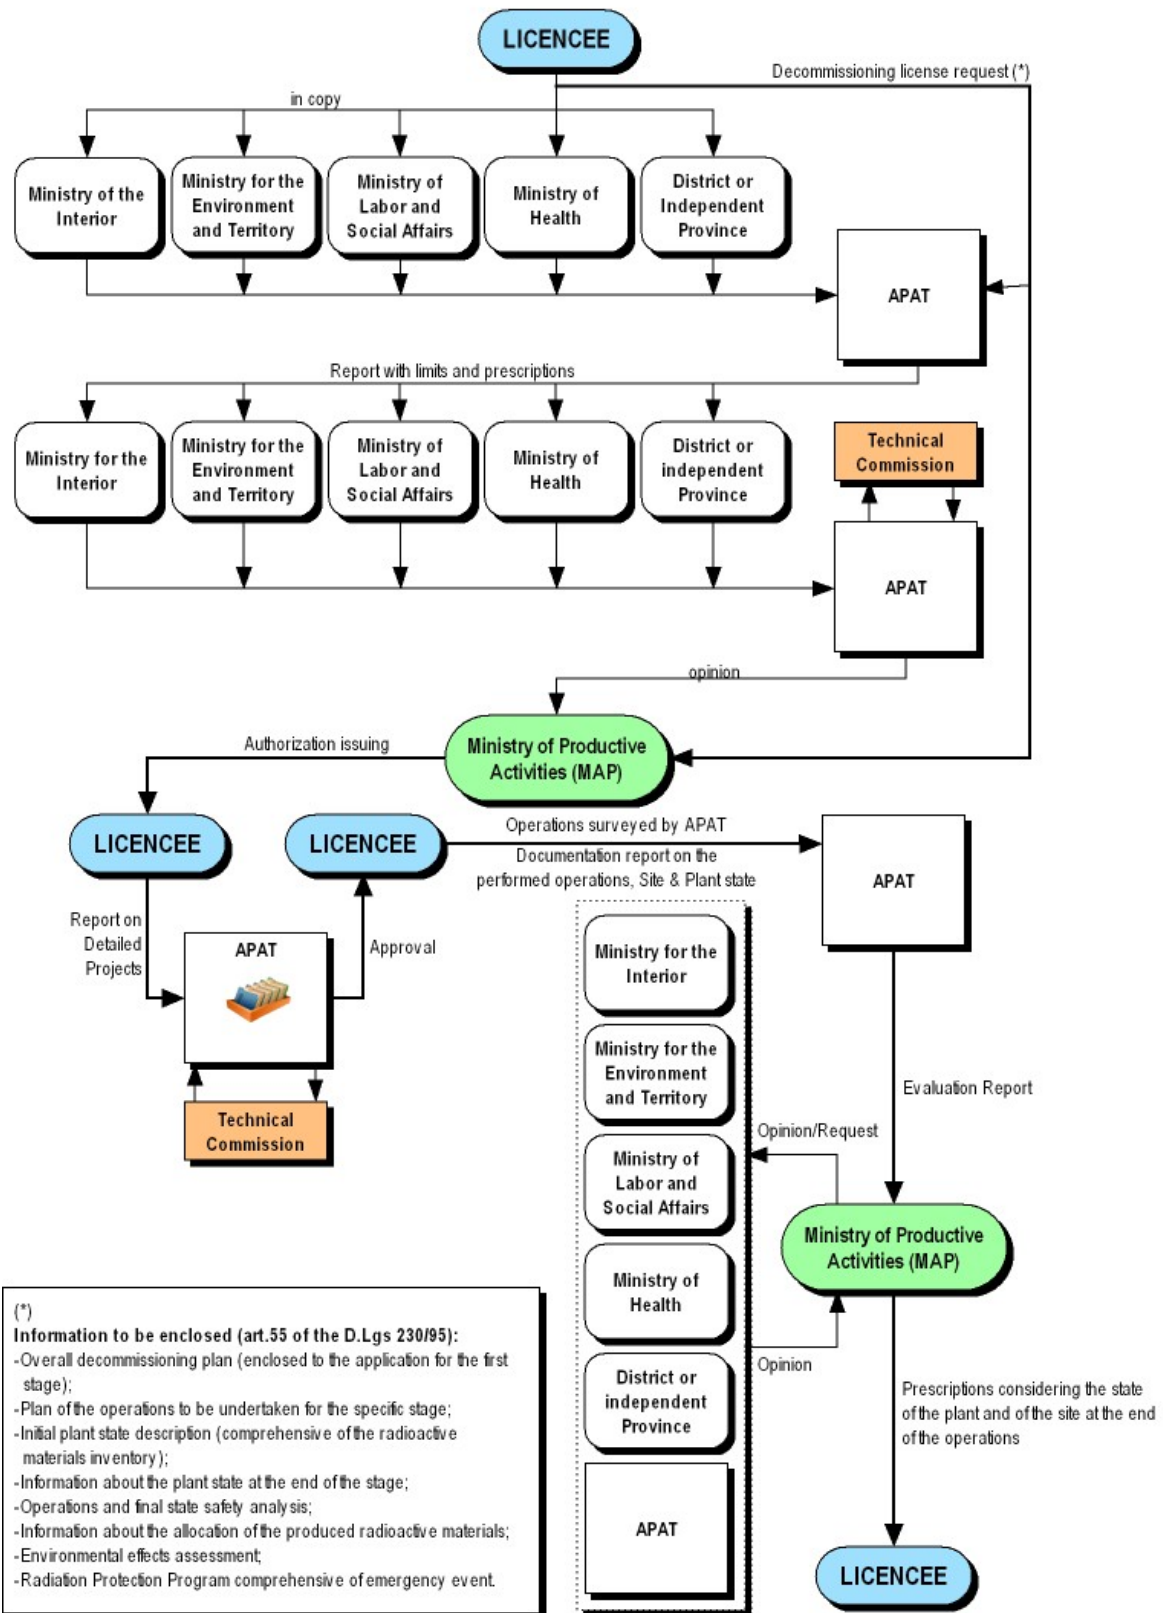 LICENCEE
Decommissioning license request (*)
in copy
Ministry of the
Interior
Ministry for the
Environment
and Territory
Ministry of
Labor and
Social Affairs
Ministry of
Health
District or
Independent
Province
APAT
Report with limits and prescriptions
Ministry for the
Interior
Ministry for the
Environment
and Territory
Ministry of
Labor and
Social Affairs
Ministry of
Health
District or
independent
Province
Technical
Commission
APAT
opinion
Ministry of Productive
Activities (MAP)
Authorization issuing
LICENCEE
LICENCEE
Operations surveyed by APAT
Documentation report on the
performed operations, Site & Plant state
APAT
Report on
Detailed
Projects
APAT
Approval
Technical
Commission
Ministry for the
Interior
Ministry for the
Environment
and Territory
Ministry of
Labor and
Social Affairs
Ministry of
Health
District or
independent
Province
APAT
Evaluation Report
Opinion/Request
Ministry of Productive
Activities (MAP)
Opinion
Prescriptions considering the state
of the plant and of the site at the end
of the operations
LICENCEE
(*)
Information to be enclosed (art.55 of the D.Lgs 230/95):
-Overall decommissioning plan (enclosed to the application for the first
stage);
-Plan of the operations to be undertaken for the specific stage;
-Initial plant state description (comprehensive of the radioactive
materials inventory);
-Information about the plant state at the end of the stage;
-Operations and final state safety analysis;
-Information about the allocation of the produced radioactive materials;
-Environmental effects assessment;
-Radiation Protection Program comprehensive of emergency event.